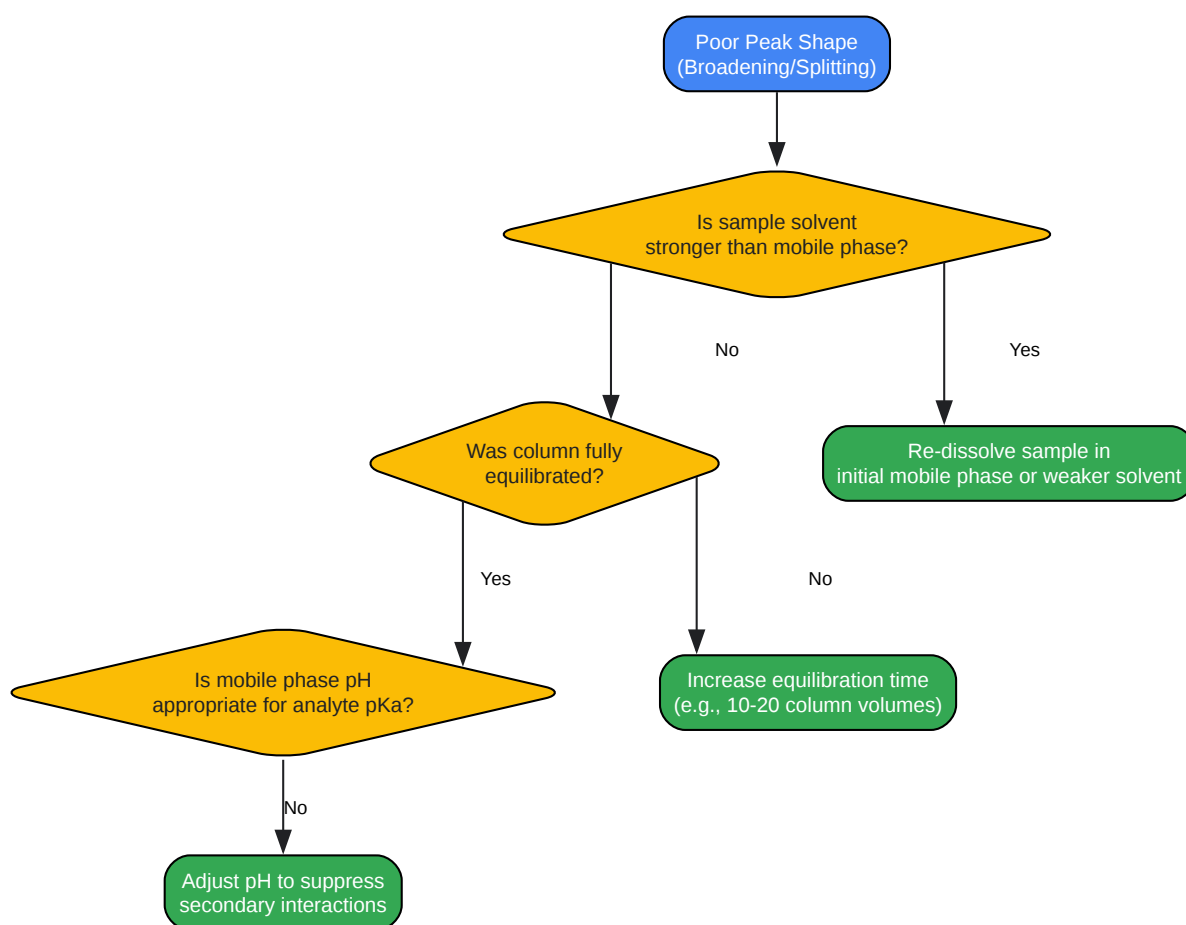 Poor Peak Shape
(Broadening/Splitting)
Is sample solvent
stronger than mobile phase?
No
Yes
Was column fully
equilibrated?
Re-dissolve sample in
initial mobile phase or weaker solvent
Yes
No
Is mobile phase pH
appropriate for analyte pKa?
Increase equilibration time
(e.g., 10-20 column volumes)
No
Adjust pH to suppress
secondary interactions